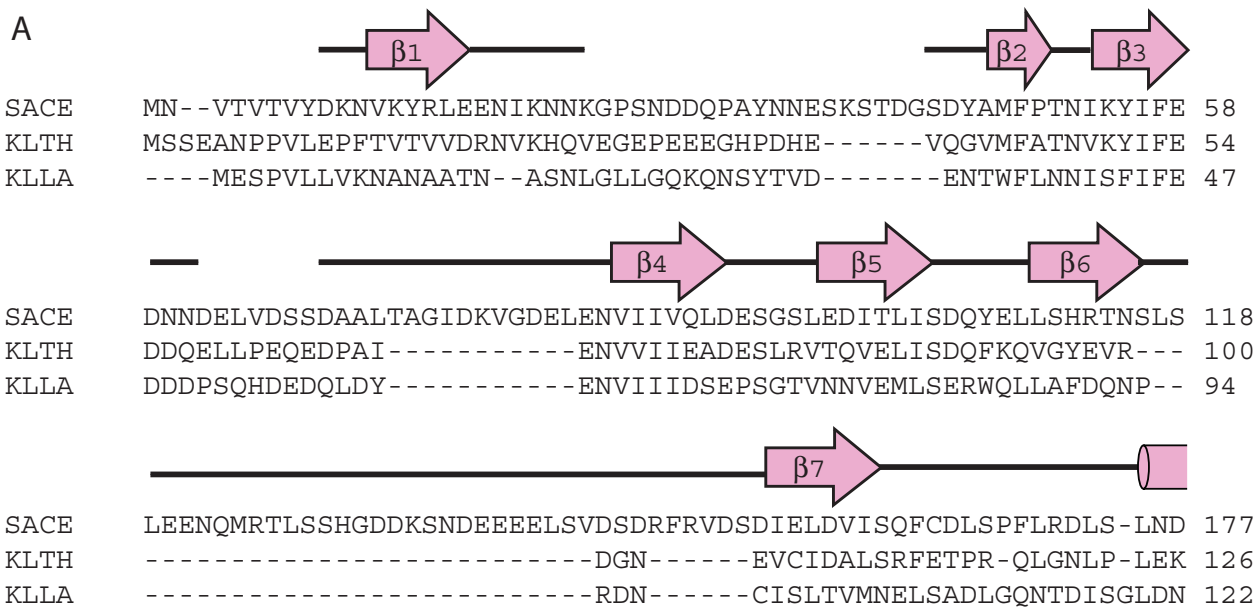 A
β1 β2 β3
SACE MN--VTVTVYDKNVKYRLEENIKNNKGPSNDDQPAYNNESKSTDGSDYAMFPTNIKYIFE 58
KLTH MSSEANPPVLEPFTVTVVDRNVKHQVEGEPEEEGHPDHE------VQGVMFATNVKYIFE 54
KLLA ----MESPVLLVKNANAATN--ASNLGLLGQKQNSYTVD-------ENTWFLNNISFIFE 47
β4 β5 β6
SACE DNNDELVDSSDAALTAGIDKVGDELENVIIVQLDESGSLEDITLISDQYELLSHRTNSLS 118
KLTH DDQELLPEQEDPAI-----------ENVVIIEADESLRVTQVELISDQFKQVGYEVR--- 100
KLLA DDDPSQHDEDQLDY-----------ENVIIIDSEPSGTVNNVEMLSERWQLLAFDQNP-- 94
β7
SACE LEENQMRTLSSHGDDKSNDEEEELSVDSDRFRVDSDIELDVISQFCDLSPFLRDLS-LND 177
KLTH --------------------------DGN------EVCIDALSRFETPR-QLGNLP-LEK 126
KLLA --------------------------RDN------CISLTVMNELSADLGQNTDISGLDN 122